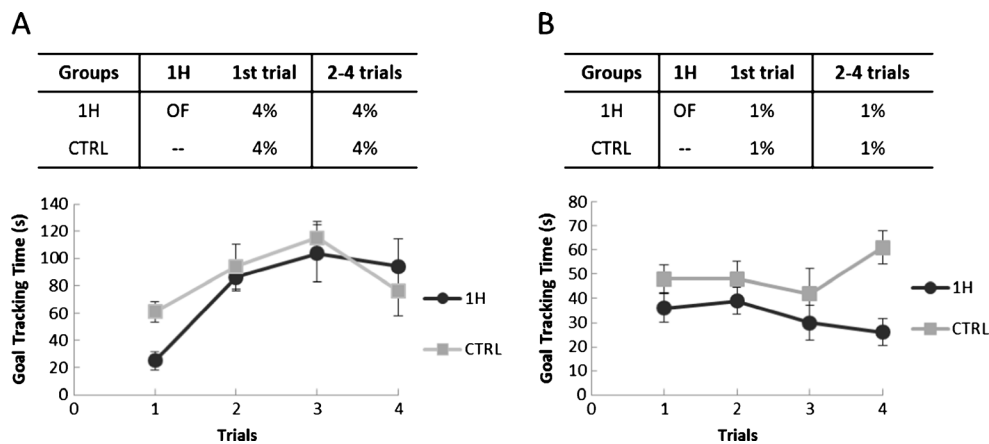 A
Groups 1H 1st trial 2-4 trials
1H OF 4% 4%
CTRL -- 4% 4%
Goal Tracking Time (s)
140
120
100
80
60
40
20
0
0 1 2 3 4
Trials
1H
CTRL
B
Groups 1H 1st trial 2-4 trials
1H OF 1% 1%
CTRL -- 1% 1%
Goal Tracking Time (s)
80
70
60
50
40
30
20
10
0
0 1 2 3 4
Trials
1H
CTRL